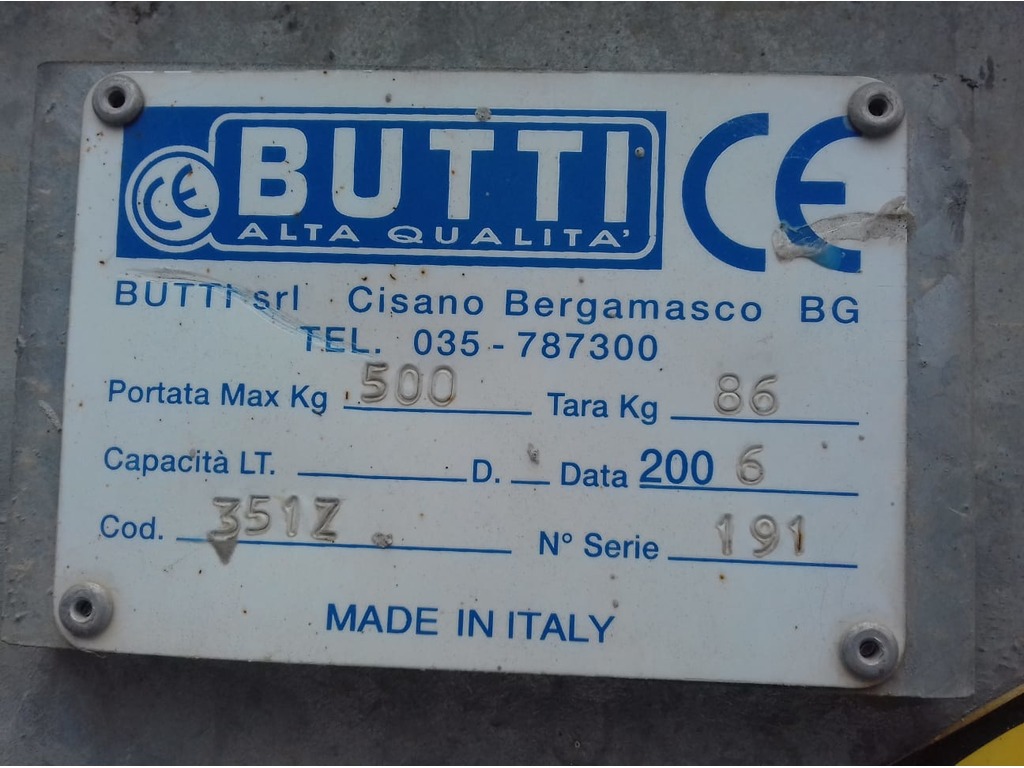 CE BUTTI CE
ALTA QUALITA'
BUTTI srl Cisano Bergamasco BG
TEL. 035-787300
Portata Max Kg 500 Tara Kg 86
Capacità LT. D. Data 2006
Cod. 351Z N° Serie 191
MADE IN ITALY